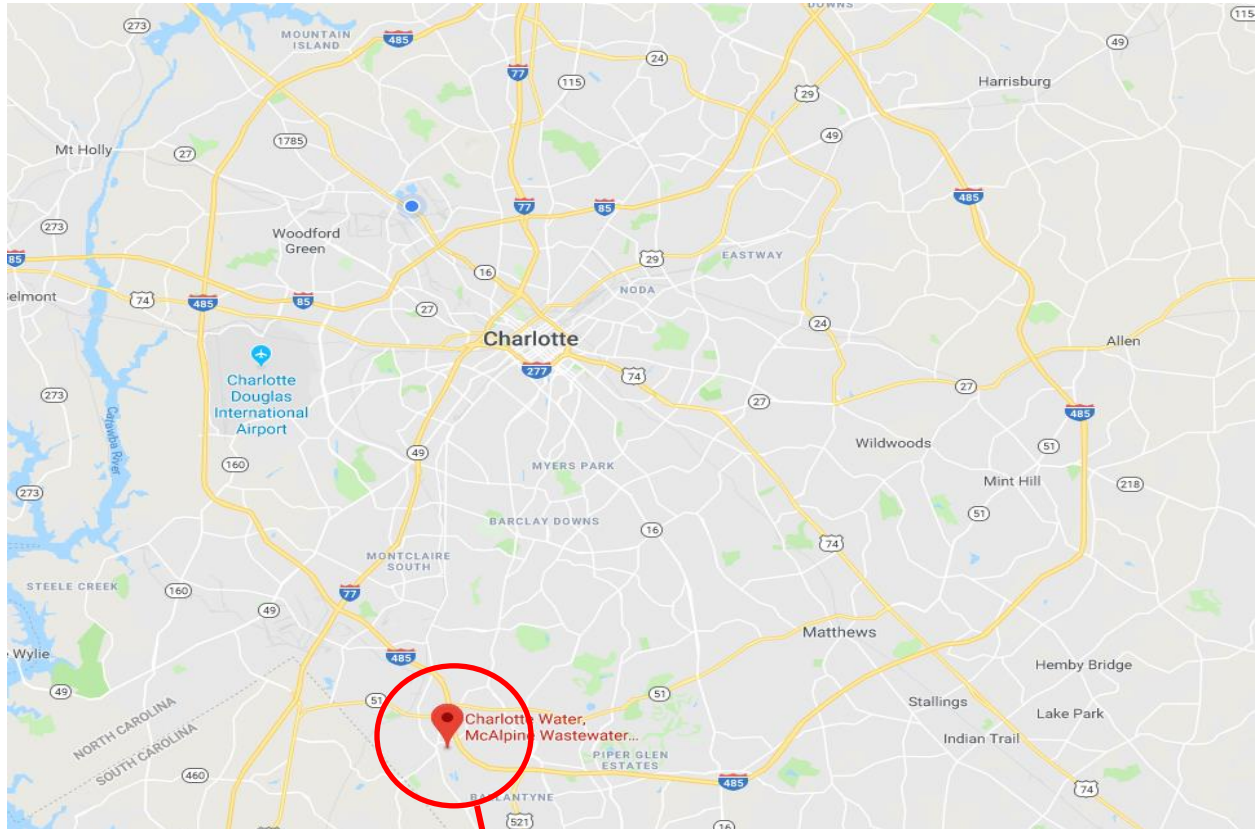 DOWNS
115
273
MOUNTAIN
ISLAND
485
49
77
24
115
Harrisburg
29
49
1785
Mt Holly
27
485
77
85
273
Woodford
Green
29
EASTWAY
85
16
NODA
elmont
74
485
85
27
24
Charlotte
Allen
277
Charlotte
Douglas
International
Airport
74
27
273
27
485
Catawba River
Wildwoods
51
49
160
MYERS PARK
Mint Hill
218
273
51
BARCLAY DOWNS
16
74
MONTCLAIRE
SOUTH
STEELE CREEK
160
77
49
Matthews
Wylie
485
Hemby Bridge
49
51
51
Stallings
NORTH CAROLINA
Charlotte Water,
McAlpine Wastewater...
Lake Park
SOUTH CAROLINA
Indian Trail
PIPER GLEN
ESTATES
460
485
74
BALLANTYNE
521
16